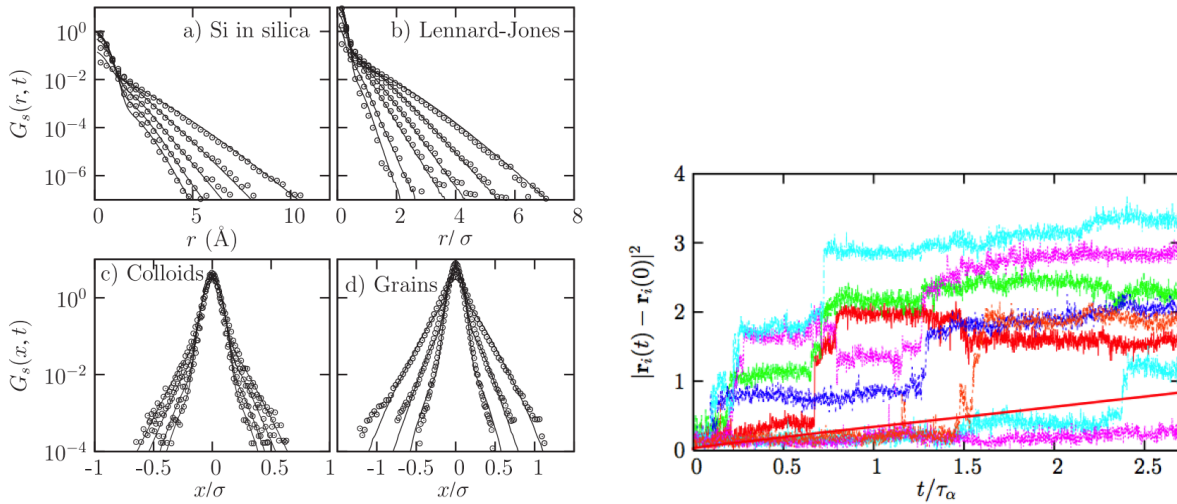 a) Si in silica
b) Lennard-Jones
G_s(r, t)
10^0
10^-2
10^-4
10^-6
0 5 10
r (Å)
0 2 4 6 8
r/ σ
c) Colloids
d) Grains
G_s(x, t)
10^0
10^-2
10^-4
-1 -0.5 0 0.5 1
x/σ
-1 -0.5 0 0.5 1
x/σ
|r_i(t) − r_i(0)|^2
4
3
2
1
0
0 0.5 1 1.5 2 2.5
t/τ_α